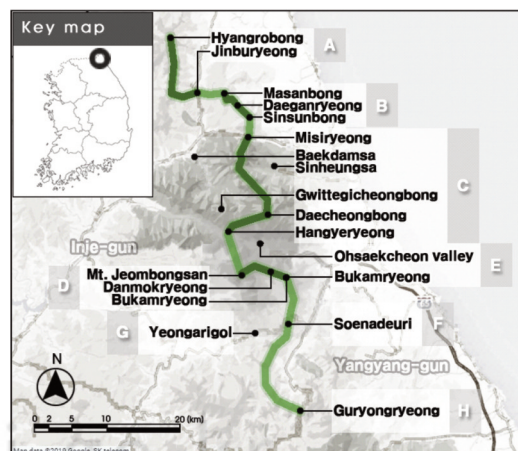 Key map
Hyangrobong
Jinburyeong
A
Masanbong
Daeganryeong
Sinsunbong
B
Misiryeong
Baekdamsa
Sinheungsa
Gwittegicheongbong
Daecheongbong
C
Hangyeryeong
Inje-gun
Ohsaekcheon valley
E
Mt. Jeombongsan
Danmokryeong
Bukamryeong
D
Bukamryeong
G
Yeongarigol
Soenadeuri
F
Yangyang-gun
Guryongryeong
H
N
0 2 5 10 20 (km)